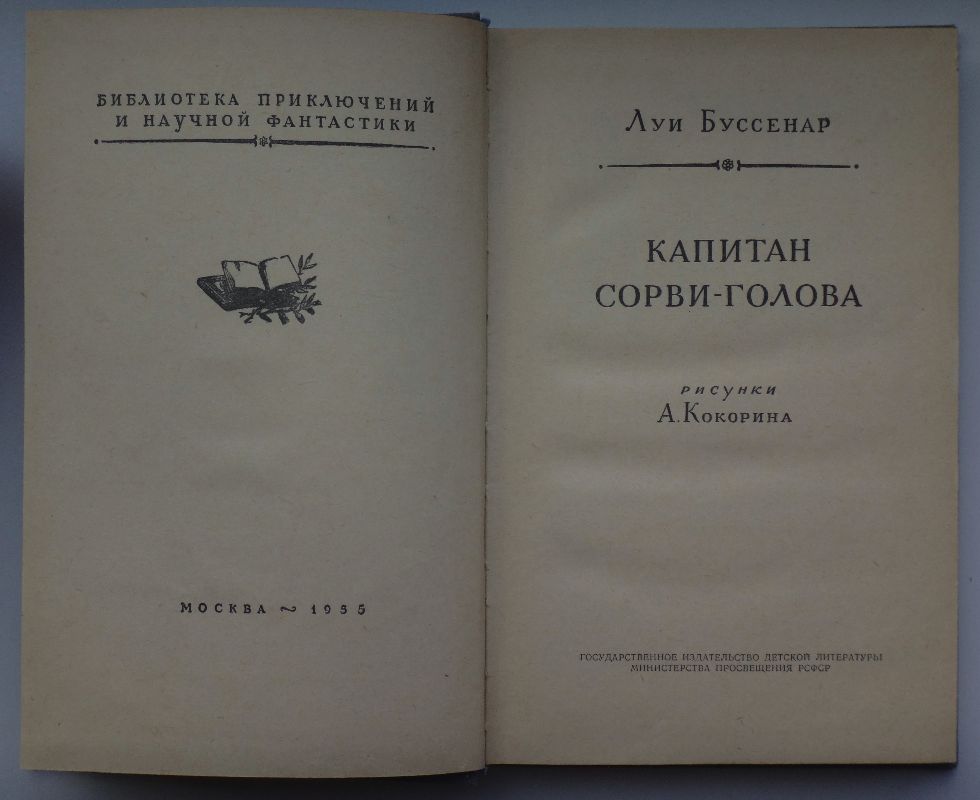 БИБЛИОТЕКА ПРИКЛЮЧЕНИЙ
И НАУЧНОЙ ФАНТАСТИКИ
МОСКВА ~ 1955
ЛУИ БУССЕНАР
КАПИТАН
СОРВИ-ГОЛОВА
рисунки
А. КОКОРИНА
ГОСУДАРСТВЕННОЕ ИЗДАТЕЛЬСТВО ДЕТСКОЙ ЛИТЕРАТУРЫ
МИНИСТЕРСТВА ПРОСВЕЩЕНИЯ РСФСР